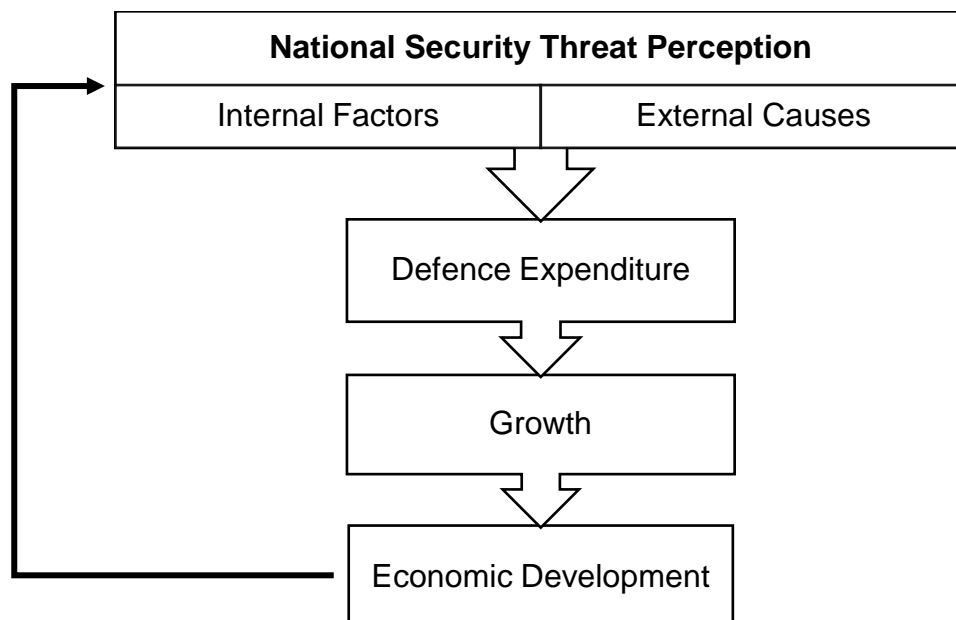 National Security Threat Perception
Internal Factors
External Causes
Defence Expenditure
Growth
Economic Development